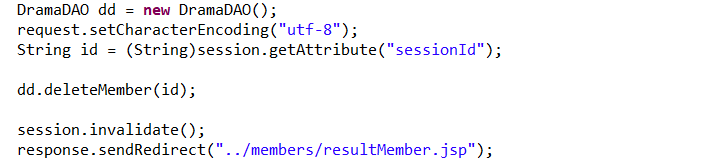 DramaDAO dd = new DramaDAO();
request.setCharacterEncoding("utf-8");
String id = (String)session.getAttribute("sessionId");
dd.deleteMember(id);
session.invalidate();
response.sendRedirect("../members/resultMember.jsp");